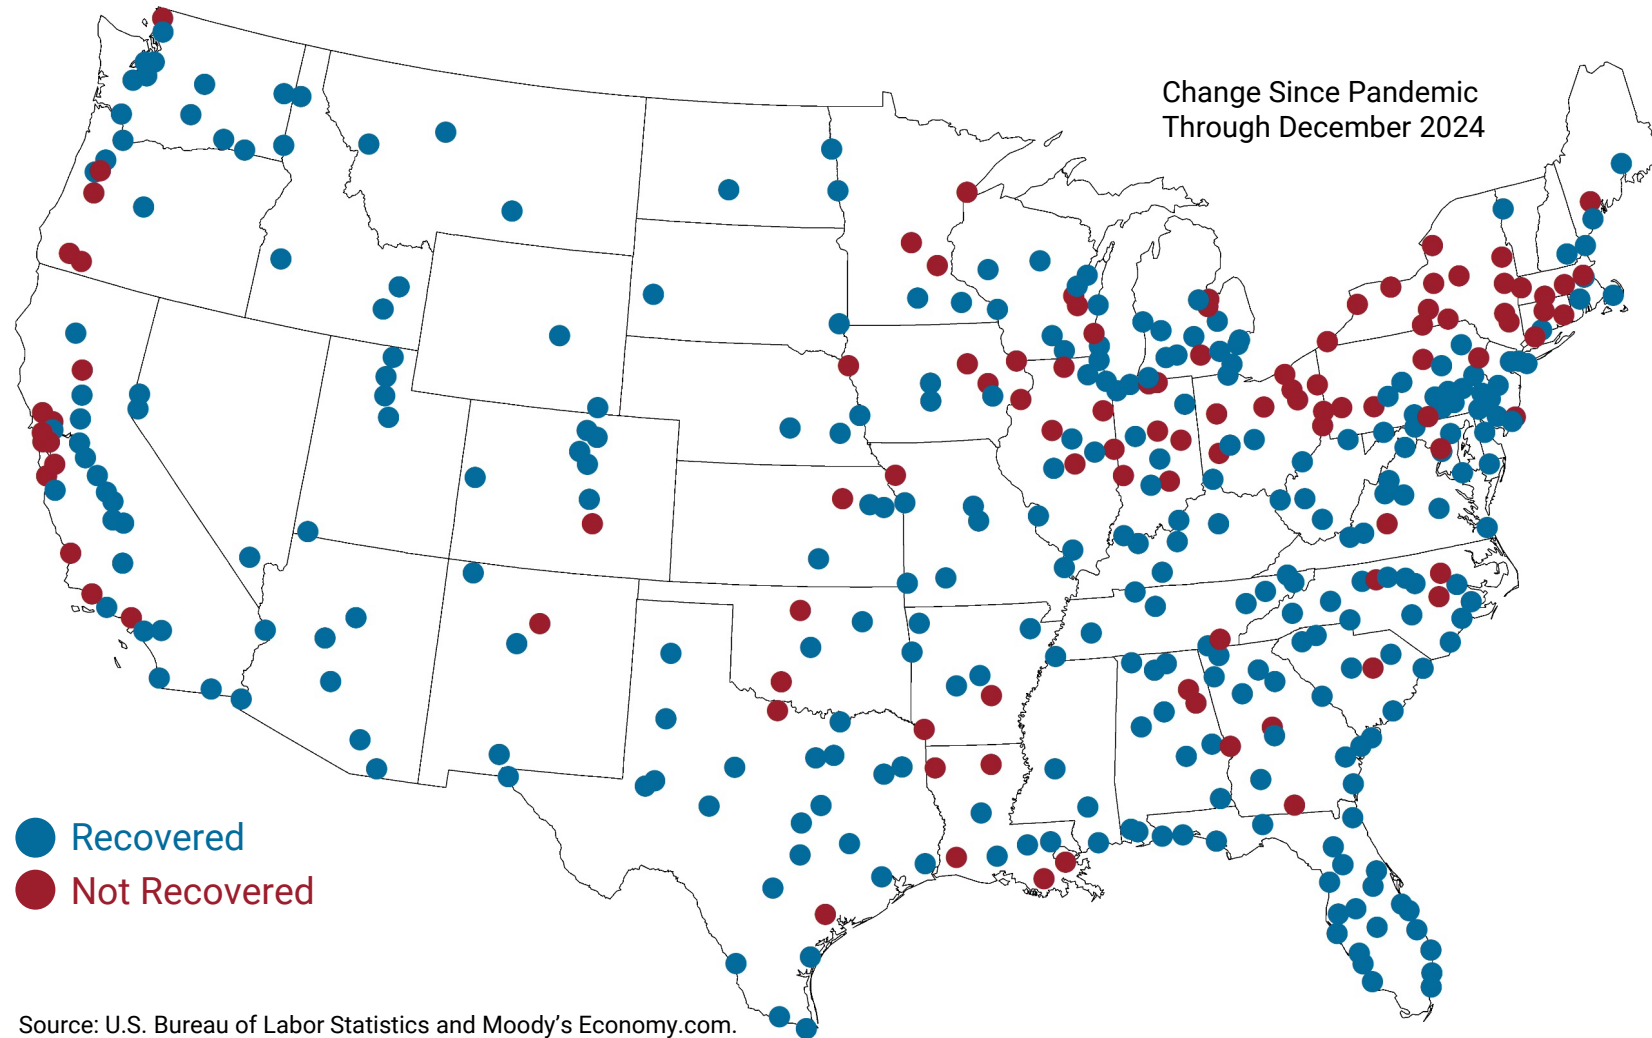 Change Since Pandemic
Through December 2024
Recovered
Not Recovered
Source: U.S. Bureau of Labor Statistics and Moody’s Economy.com.